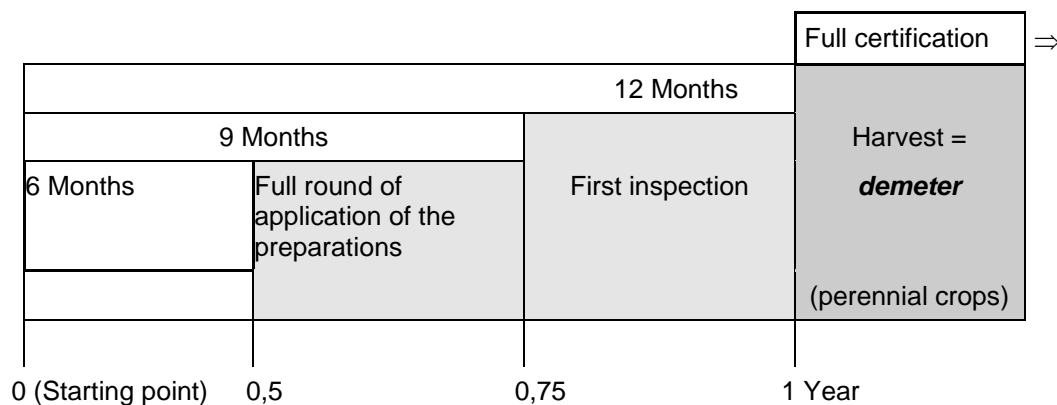 Full certification ⇒
12 Months
9 Months
Harvest =
6 Months
Full round of
application of the
preparations
First inspection
demeter
(perennial crops)
0 (Starting point)
0,5
0,75
1 Year